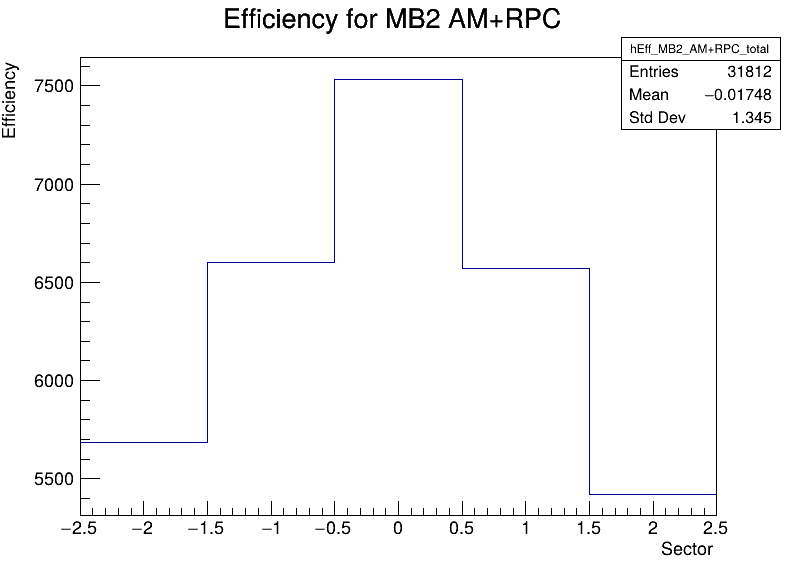 Efficiency for MB2 AM+RPC
hEff_MB2_AM+RPC_total
Entries 31812
Mean −0.01748
Std Dev 1.345
Efficiency
7500
7000
6500
6000
5500
−2.5 −2 −1.5 −1 −0.5 0 0.5 1 1.5 2 2.5
Sector